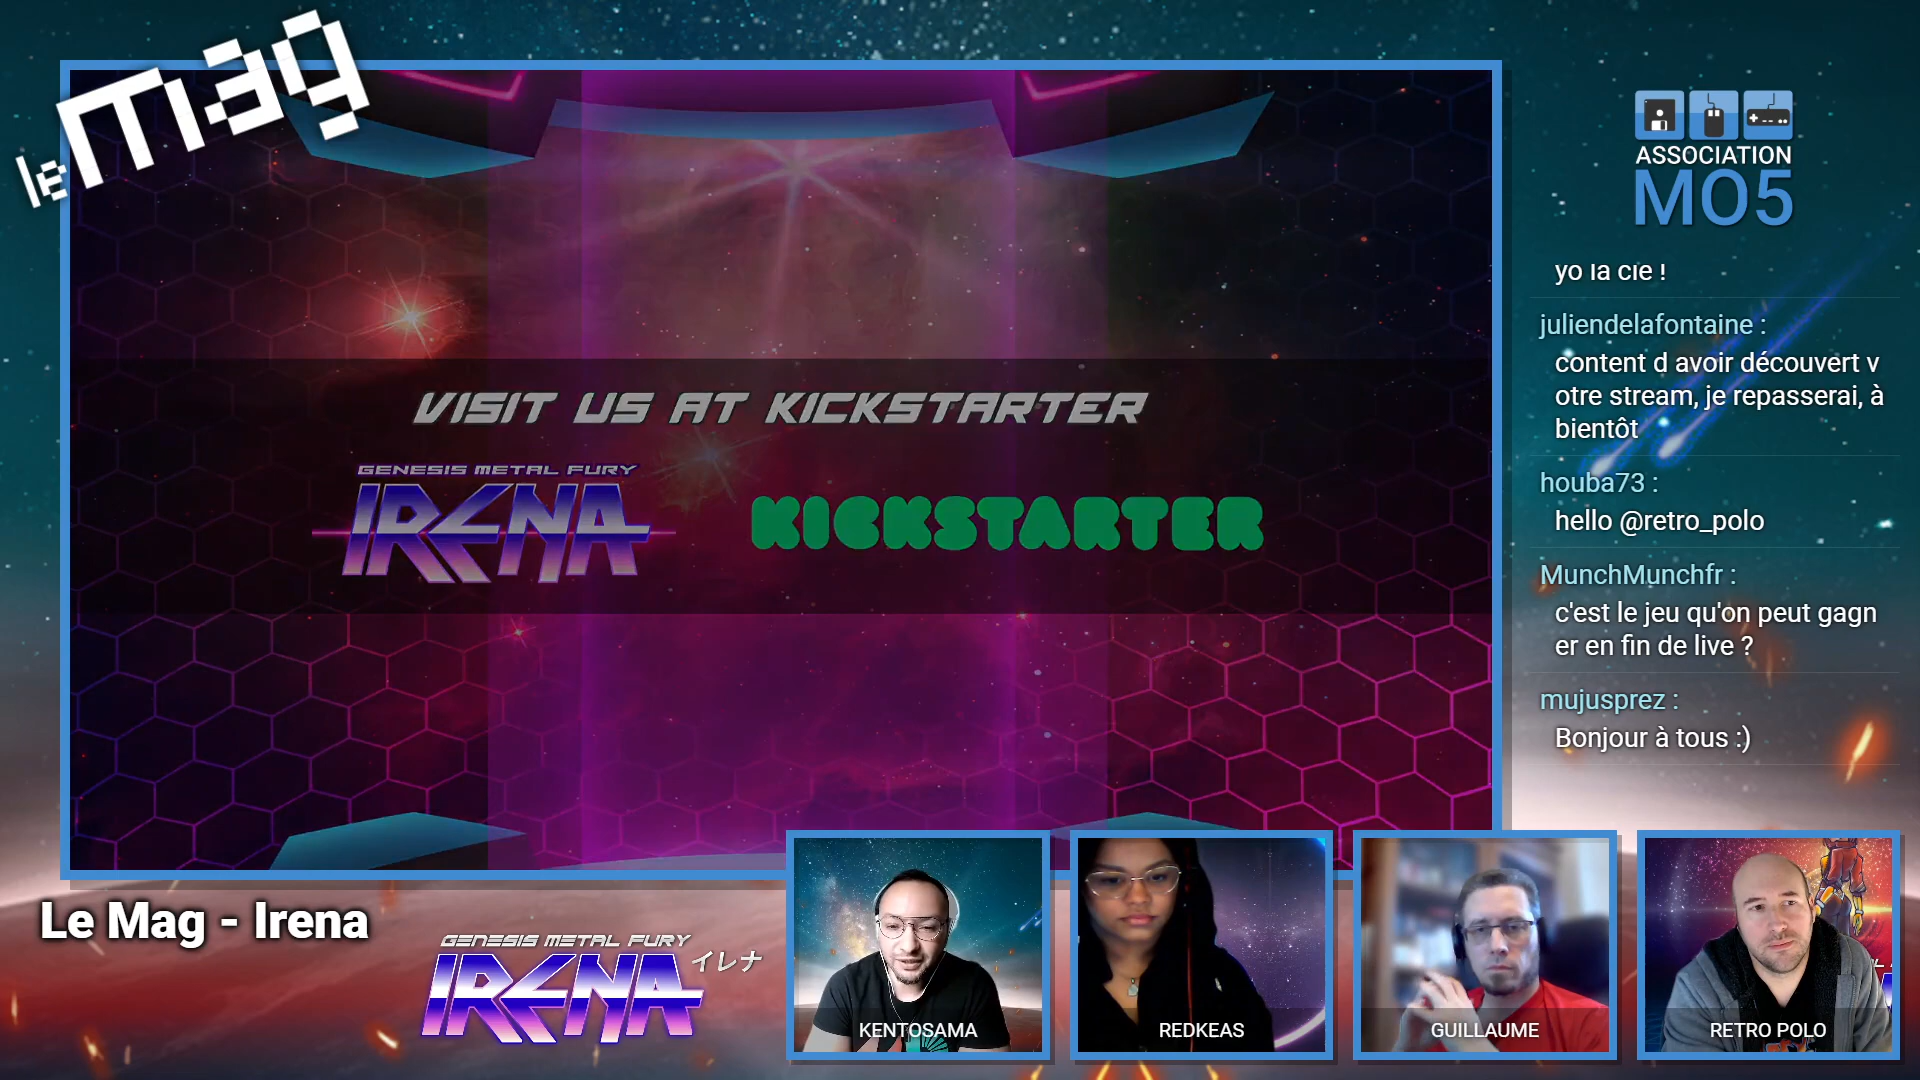 le mag
VISIT US AT KICKSTARTER
GENESIS METAL FURY
IRENA
KICKSTARTER
ASSOCIATION
MO5
yo la cie !
juliendelafontaine :
content d avoir découvert v
otre stream, je repasserai, à
bientôt
houba73 :
hello @retro_polo
MunchMunchfr :
c'est le jeu qu'on peut gagn
er en fin de live ?
mujusprez :
Bonjour à tous :)
Le Mag - Irena
GENESIS METAL FURY
IRENA
イレナ
KENTOSAMA
REDKEAS
GUILLAUME
RETRO POLO